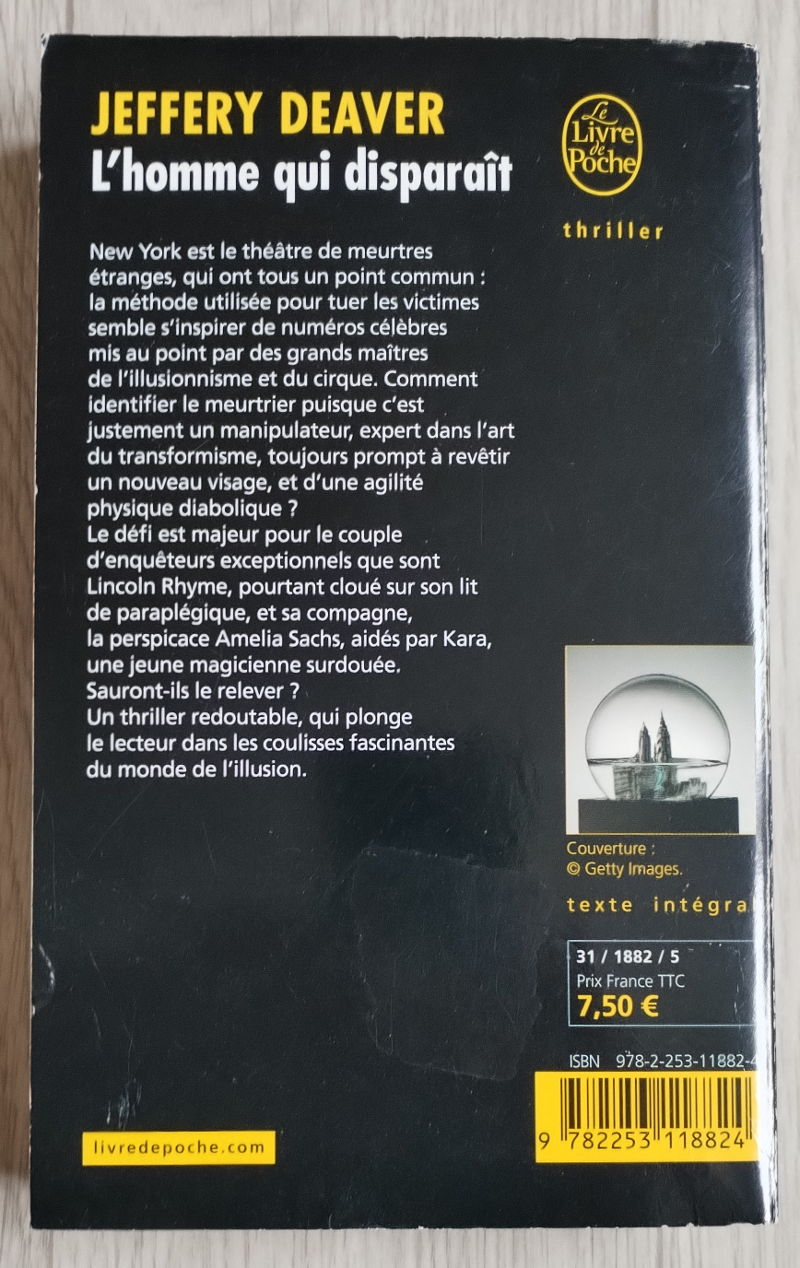 JEFFERY DEAVER
L'homme qui disparaît
Le
Livre
de
Poche
thriller
New York est le théâtre de meurtres
étranges, qui ont tous un point commun :
la méthode utilisée pour tuer les victimes
semble s'inspirer de numéros célèbres
mis au point par des grands maîtres
de l'illusionnisme et du cirque. Comment
identifier le meurtrier puisque c'est
justement un manipulateur, expert dans l'art
du transformisme, toujours prompt à revêtir
un nouveau visage, et d'une agilité
physique diabolique ?
Le défi est majeur pour le couple
d'enquêteurs exceptionnels que sont
Lincoln Rhyme, pourtant cloué sur son lit
de paraplégique, et sa compagne,
la perspicace Amelia Sachs, aidés par Kara,
une jeune magicienne surdouée.
Sauront-ils le relever ?
Un thriller redoutable, qui plonge
le lecteur dans les coulisses fascinantes
du monde de l'illusion.
Couverture :
© Getty Images.
texte intégra
31 / 1882 / 5
Prix France TTC
7,50 €
ISBN 978-2-253-11882-4
9 782253 118824
livredepoche.com